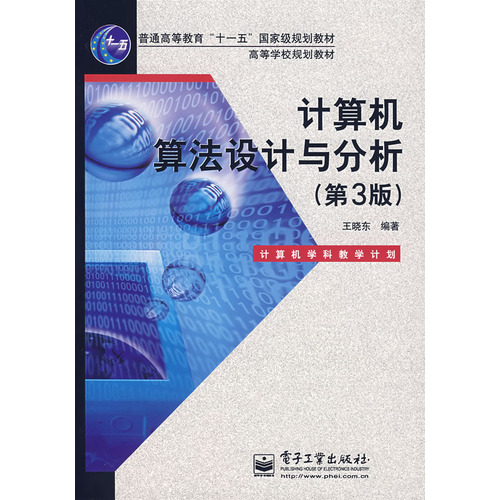 十一五
普通高等教育“十一五”国家级规划教材
高等学校规划教材
计算机
算法设计与分析
(第3版)
王晓东 编著
计算机学科教学计划
电子工业出版社
PUBLISHING HOUSE OF ELECTRONICS INDUSTRY
http://www.phei.com.cn